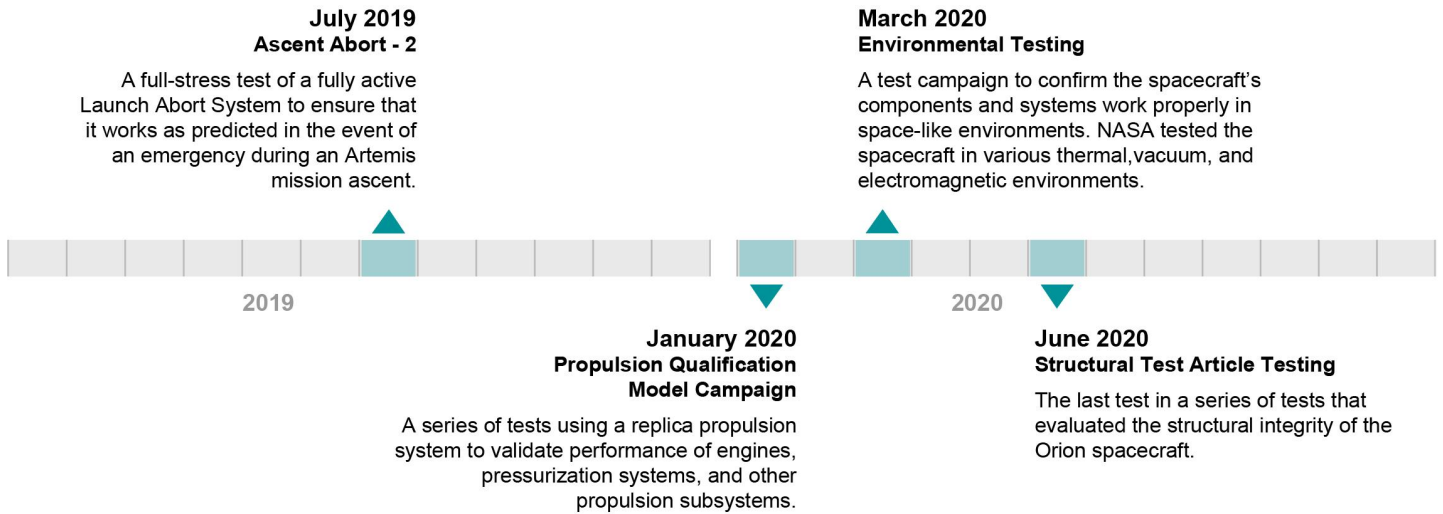 July 2019
Ascent Abort - 2
A full-stress test of a fully active
Launch Abort System to ensure that
it works as predicted in the event of
an emergency during an Artemis
mission ascent.
March 2020
Environmental Testing
A test campaign to confirm the spacecraft's
components and systems work properly in
space-like environments. NASA tested the
spacecraft in various thermal,vacuum, and
electromagnetic environments.
2019
2020
January 2020
Propulsion Qualification
Model Campaign
A series of tests using a replica propulsion
system to validate performance of engines,
pressurization systems, and other
propulsion subsystems.
June 2020
Structural Test Article Testing
The last test in a series of tests that
evaluated the structural integrity of the
Orion spacecraft.